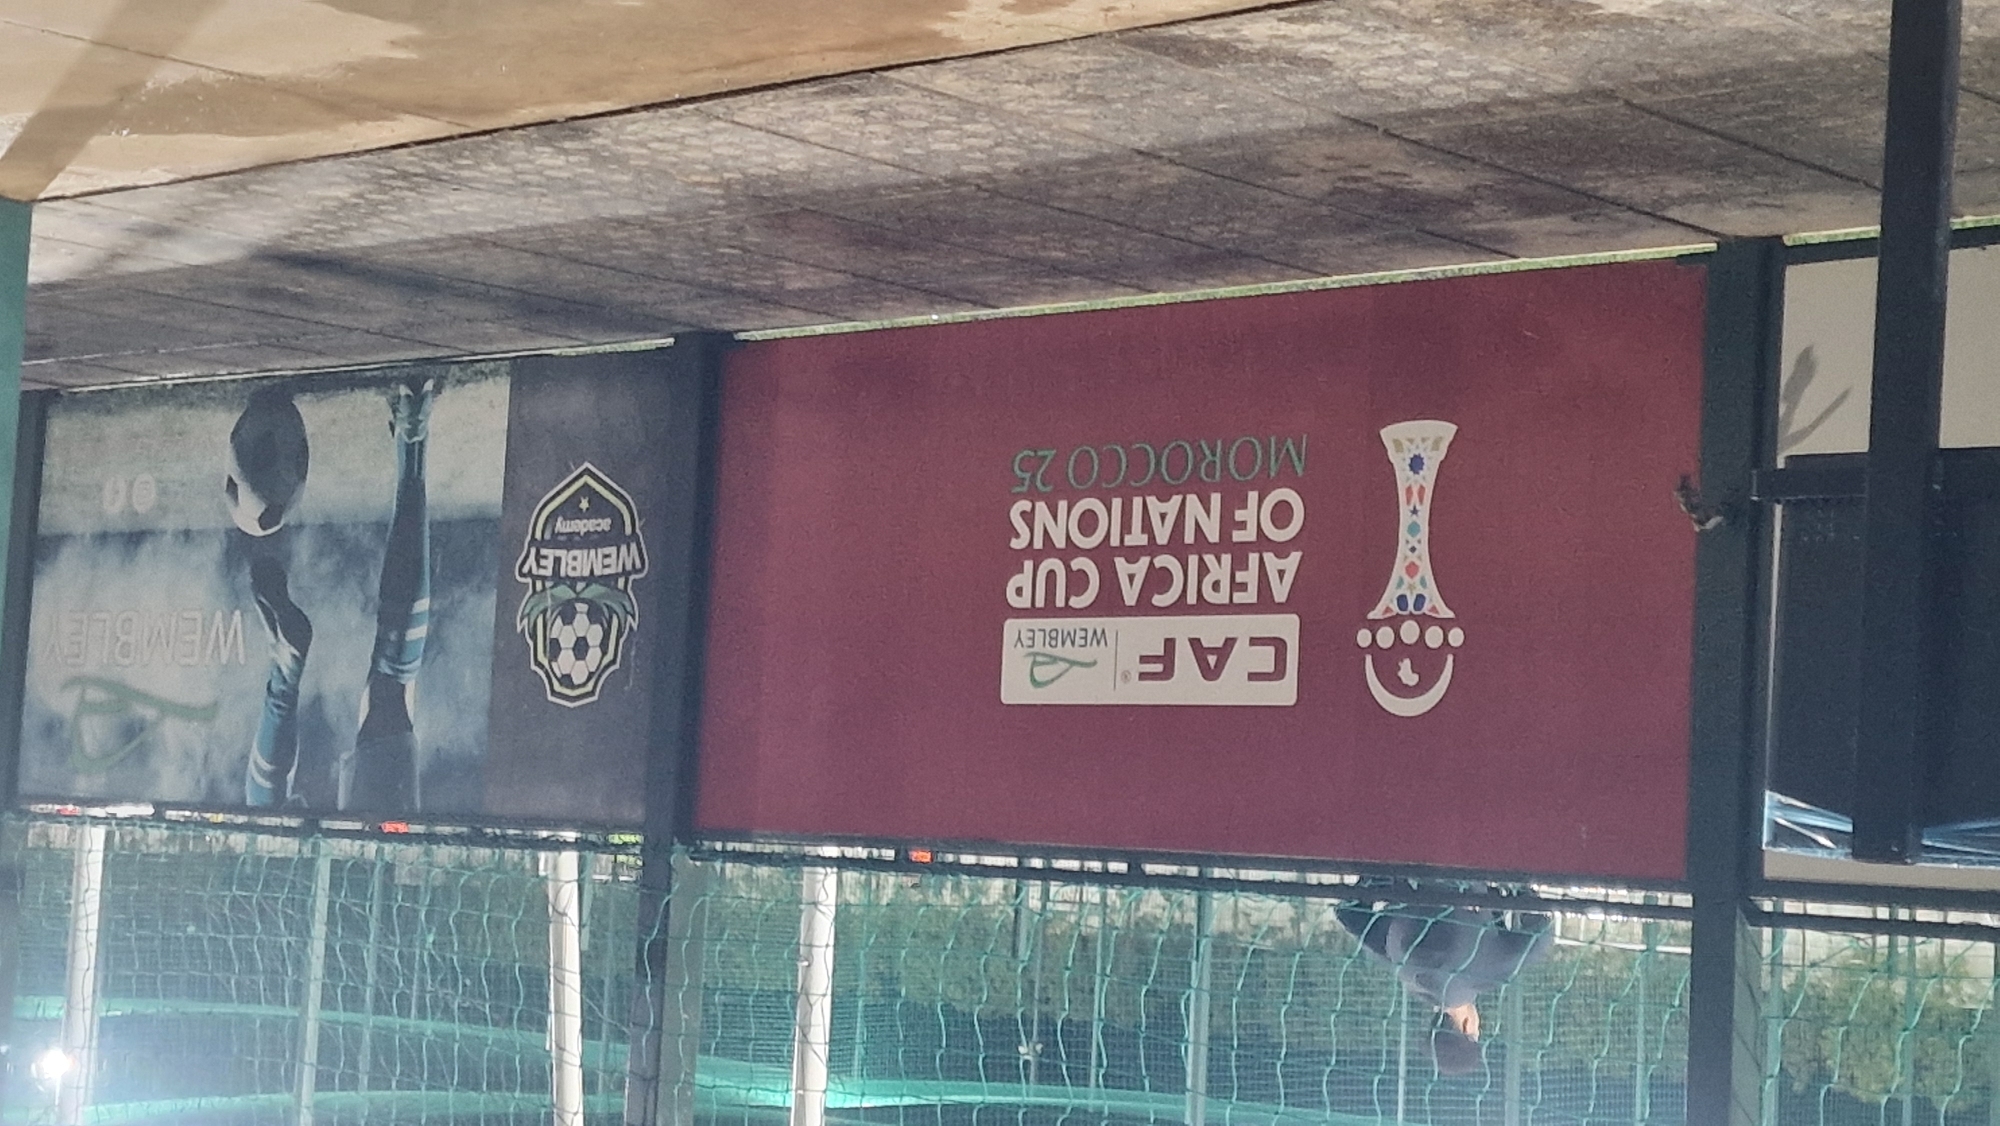 CAF® | WEMBLEY
AFRICA CUP
OF NATIONS
MOROCCO 25
WEMBLEY
academy
WEMBLEY